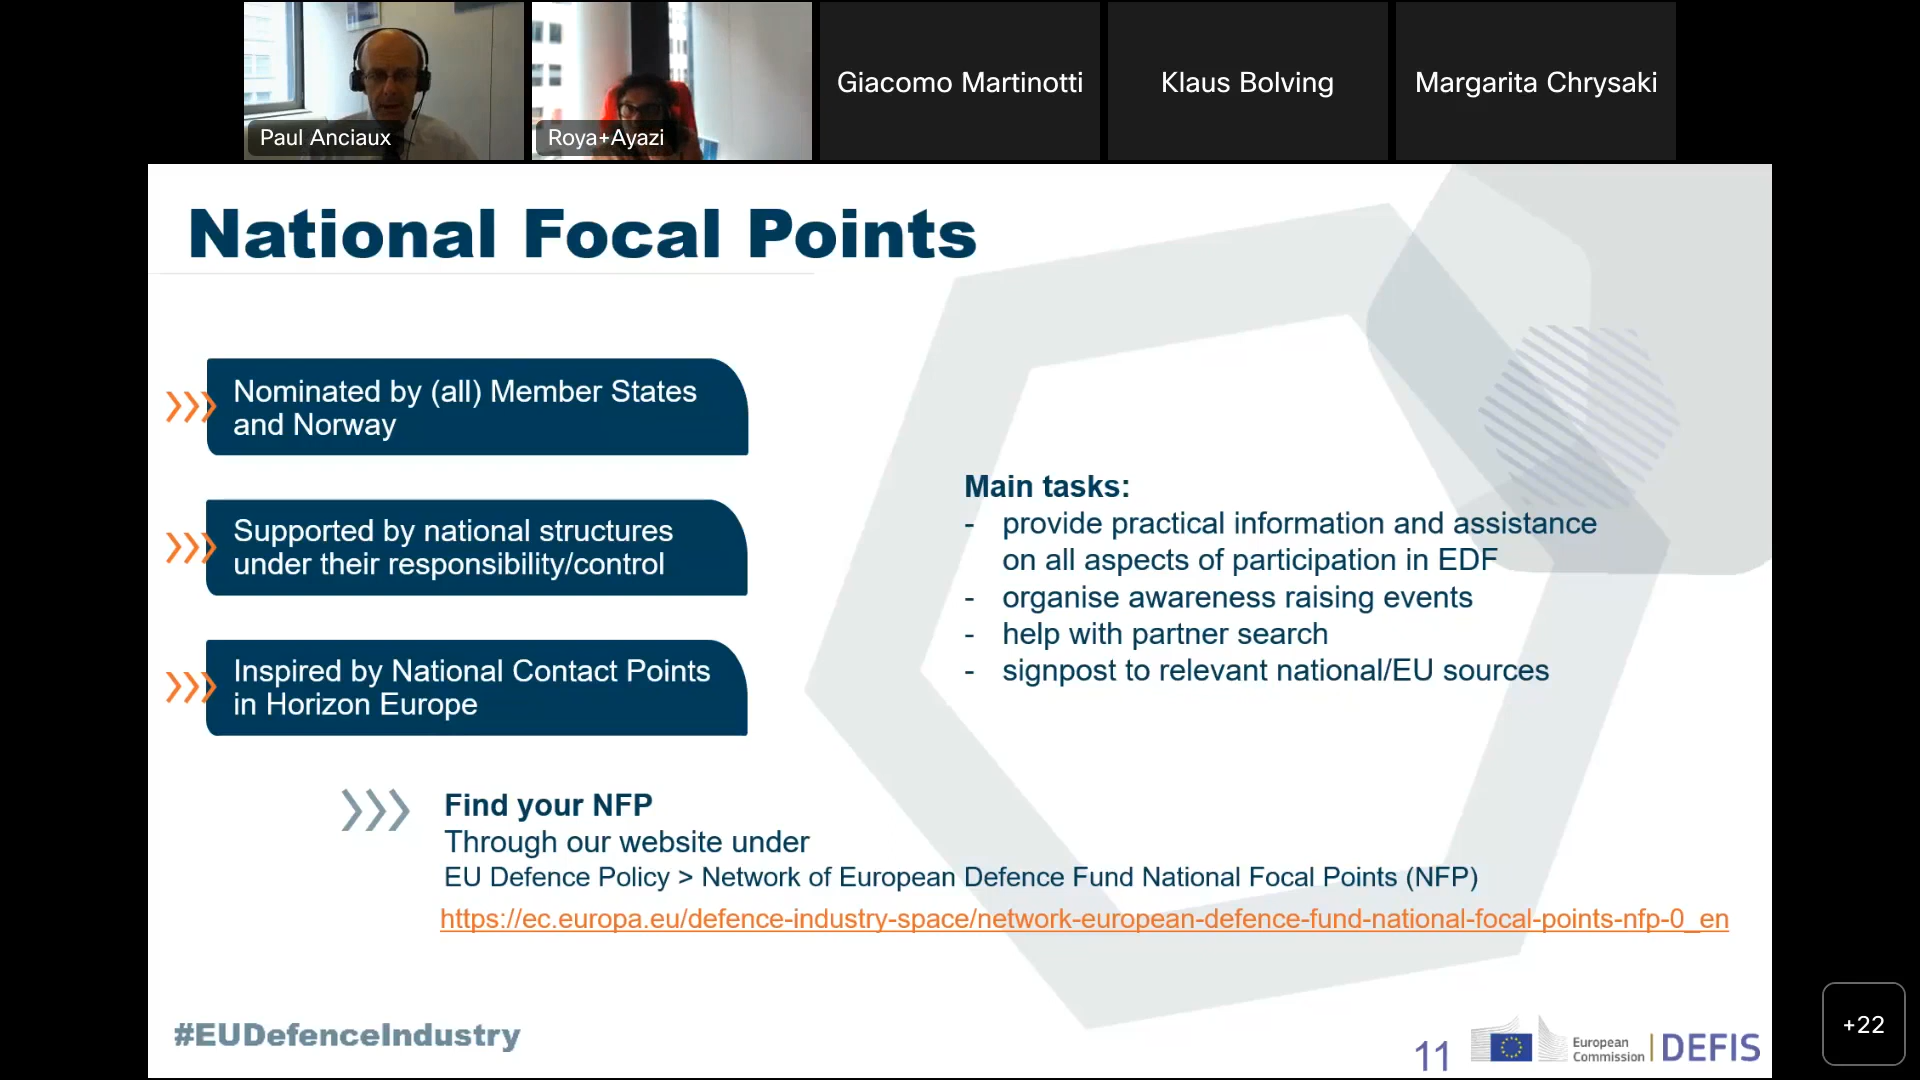 Paul Anciaux
Roya+Ayazi
Giacomo Martinotti
Klaus Bolving
Margarita Chrysaki
National Focal Points
Nominated by (all) Member States
and Norway
Supported by national structures
under their responsibility/control
Inspired by National Contact Points
in Horizon Europe
Main tasks:
- provide practical information and assistance
on all aspects of participation in EDF
- organise awareness raising events
- help with partner search
- signpost to relevant national/EU sources
Find your NFP
Through our website under
EU Defence Policy > Network of European Defence Fund National Focal Points (NFP)
https://ec.europa.eu/defence-industry-space/network-european-defence-fund-national-focal-points-nfp-0_en
#EUDefenceIndustry
11
European
Commission
DEFIS
+22